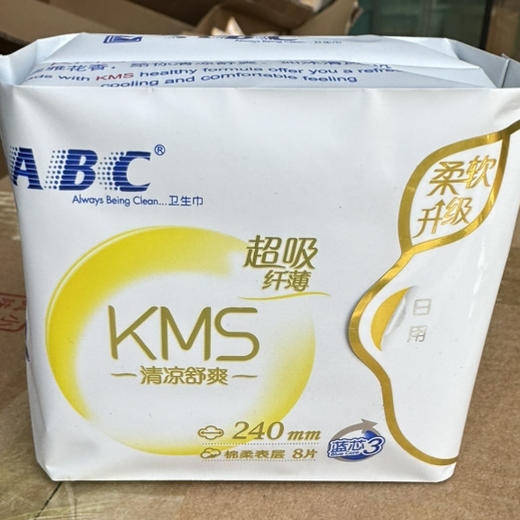 with KMS healthy formula offer you a
cooling and comfortable feeling
ABC®
Always Being Clean...卫生巾
柔软
升级
超吸
纤薄
日用
KMS
清凉舒爽
240mm
棉柔表层 8片
蓝芯3
Blue Core